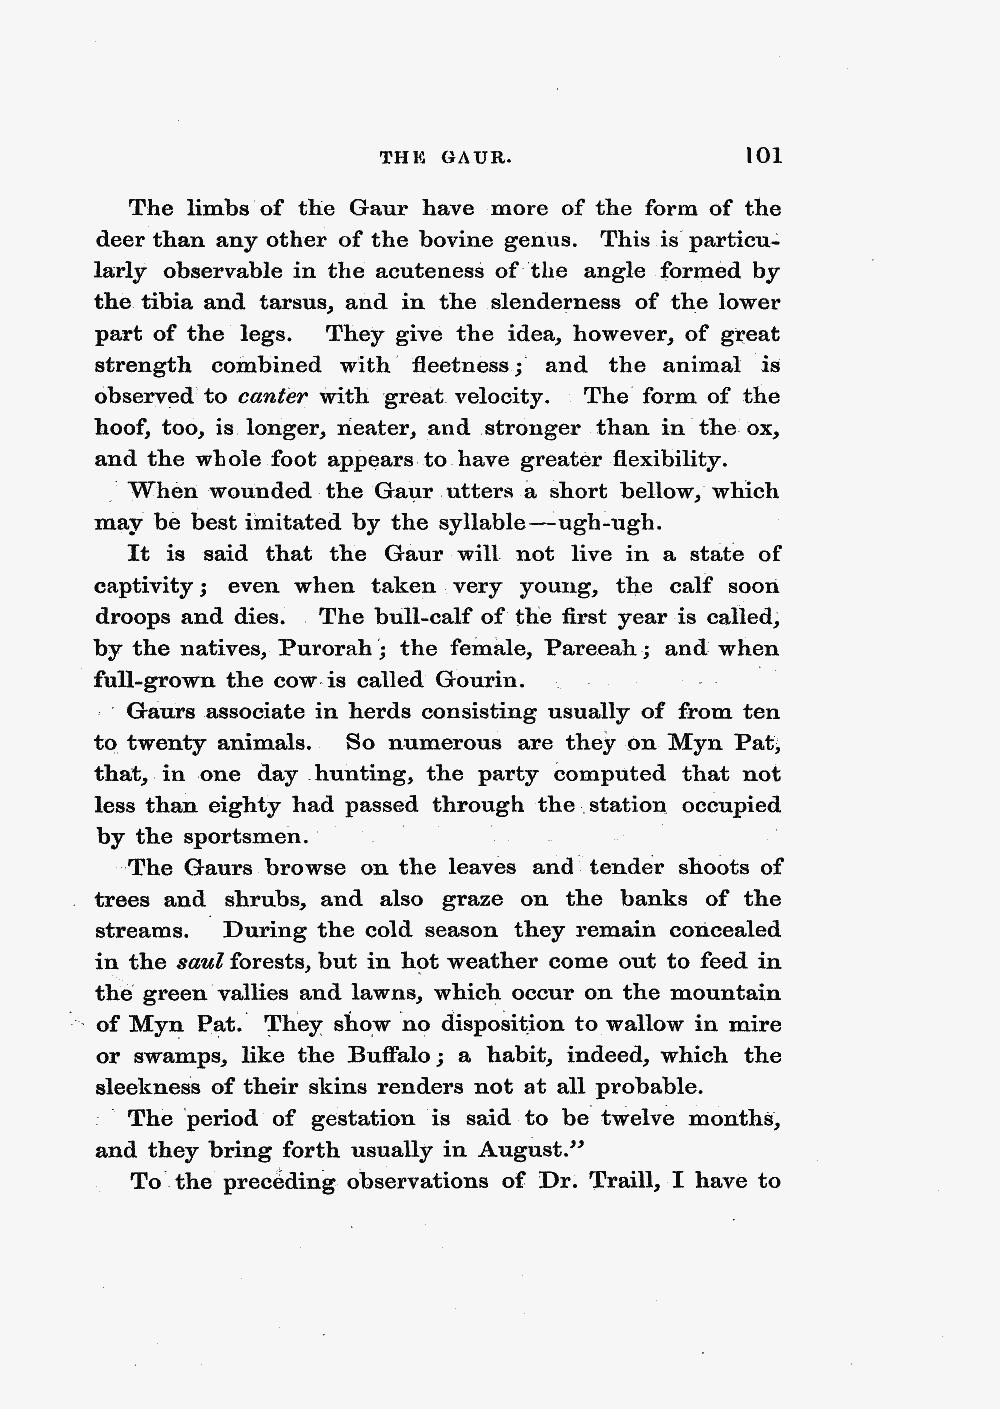 THE GAUR. 101
The limbs of the Gaur have more of the form of the
deer than any other of the bovine genus. This is particu-
larly observable in the acuteness of the angle formed by
the tibia and tarsus, and in the slenderness of the lower
part of the legs. They give the idea, however, of great
strength combined with fleetness; and the animal is
observed to canter with great velocity. The form of the
hoof, too, is longer, neater, and stronger than in the ox,
and the whole foot appears to have greater flexibility.
When wounded the Gaur utters a short bellow, which
may be best imitated by the syllable—ugh-ugh.
It is said that the Gaur will not live in a state of
captivity; even when taken very young, the calf soon
droops and dies. The bull-calf of the first year is called,
by the natives, Purorah; the female, Pareeah; and when
full-grown the cow is called Gourin.
Gaurs associate in herds consisting usually of from ten
to twenty animals. So numerous are they on Myn Pat,
that, in one day hunting, the party computed that not
less than eighty had passed through the station occupied
by the sportsmen.
The Gaurs browse on the leaves and tender shoots of
trees and shrubs, and also graze on the banks of the
streams. During the cold season they remain concealed
in the saul forests, but in hot weather come out to feed in
the green vallies and lawns, which occur on the mountain
of Myn Pat. They show no disposition to wallow in mire
or swamps, like the Buffalo; a habit, indeed, which the
sleekness of their skins renders not at all probable.
The period of gestation is said to be twelve months,
and they bring forth usually in August.”
To the preceding observations of Dr. Traill, I have to